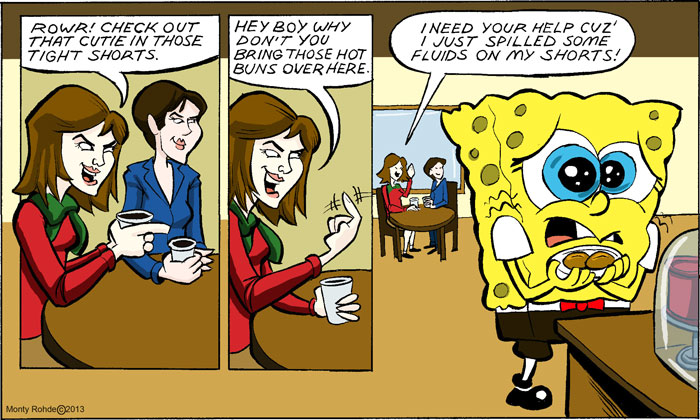 ROWR! CHECK OUT
THAT CUTIE IN THOSE
TIGHT SHORTS.
HEY BOY WHY
DON'T YOU
BRING THOSE HOT
BUNS OVER HERE.
I NEED YOUR HELP CUZ'
I JUST SPILLED SOME
FLUIDS ON MY SHORTS!
Monty Rohde©2013